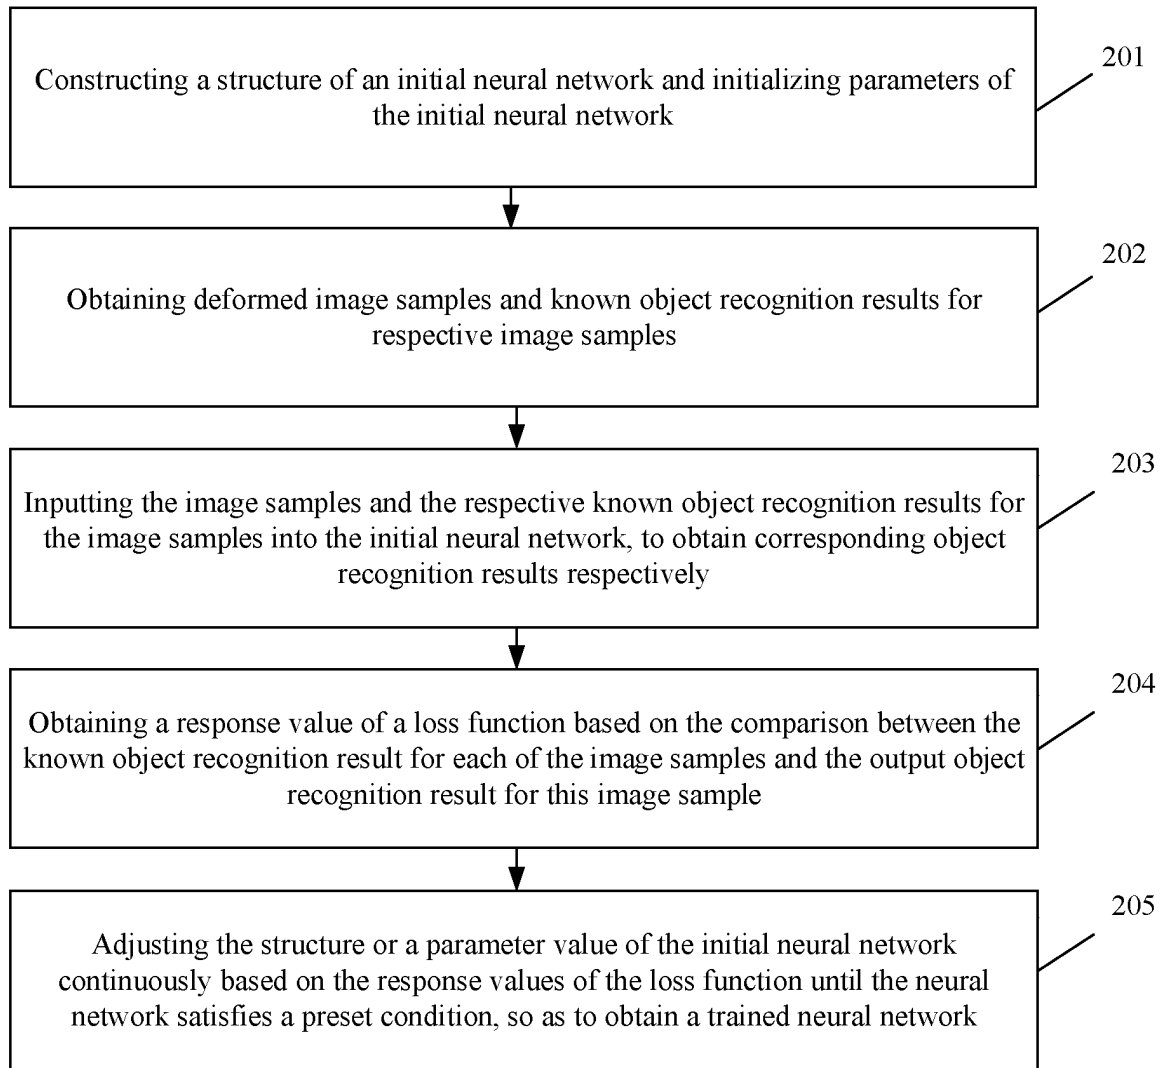 201
Constructing a structure of an initial neural network and initializing parameters of
the initial neural network
202
Obtaining deformed image samples and known object recognition results for
respective image samples
203
Inputting the image samples and the respective known object recognition results for
the image samples into the initial neural network, to obtain corresponding object
recognition results respectively
204
Obtaining a response value of a loss function based on the comparison between the
known object recognition result for each of the image samples and the output object
recognition result for this image sample
205
Adjusting the structure or a parameter value of the initial neural network
continuously based on the response values of the loss function until the neural
network satisfies a preset condition, so as to obtain a trained neural network